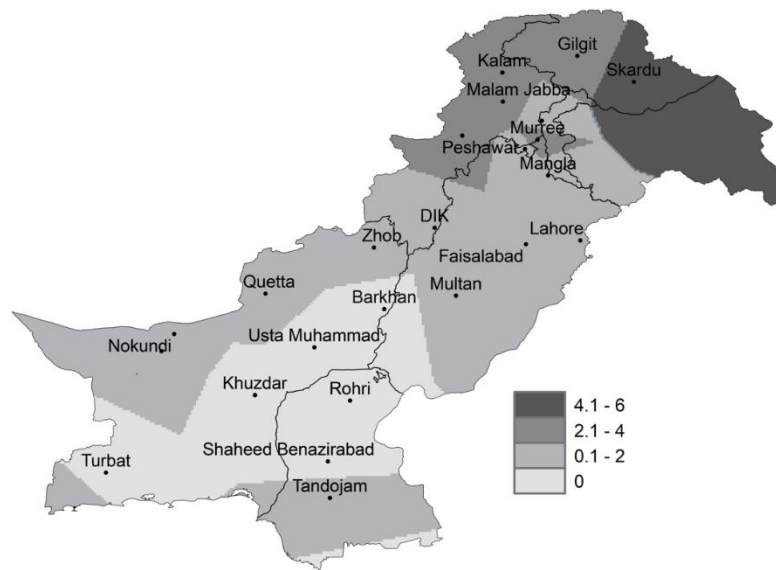 Gilgit
Kalam
Skardu
Malam Jabba
Murree
Peshawar
Mangla
DIK
Zhob
Lahore
Faisalabad
Quetta
Multan
Barkhan
Usta Muhammad
Nokundi
Khuzdar
Rohri
Shaheed Benazirabad
Turbat
Tandojam
4.1 - 6
2.1 - 4
0.1 - 2
0